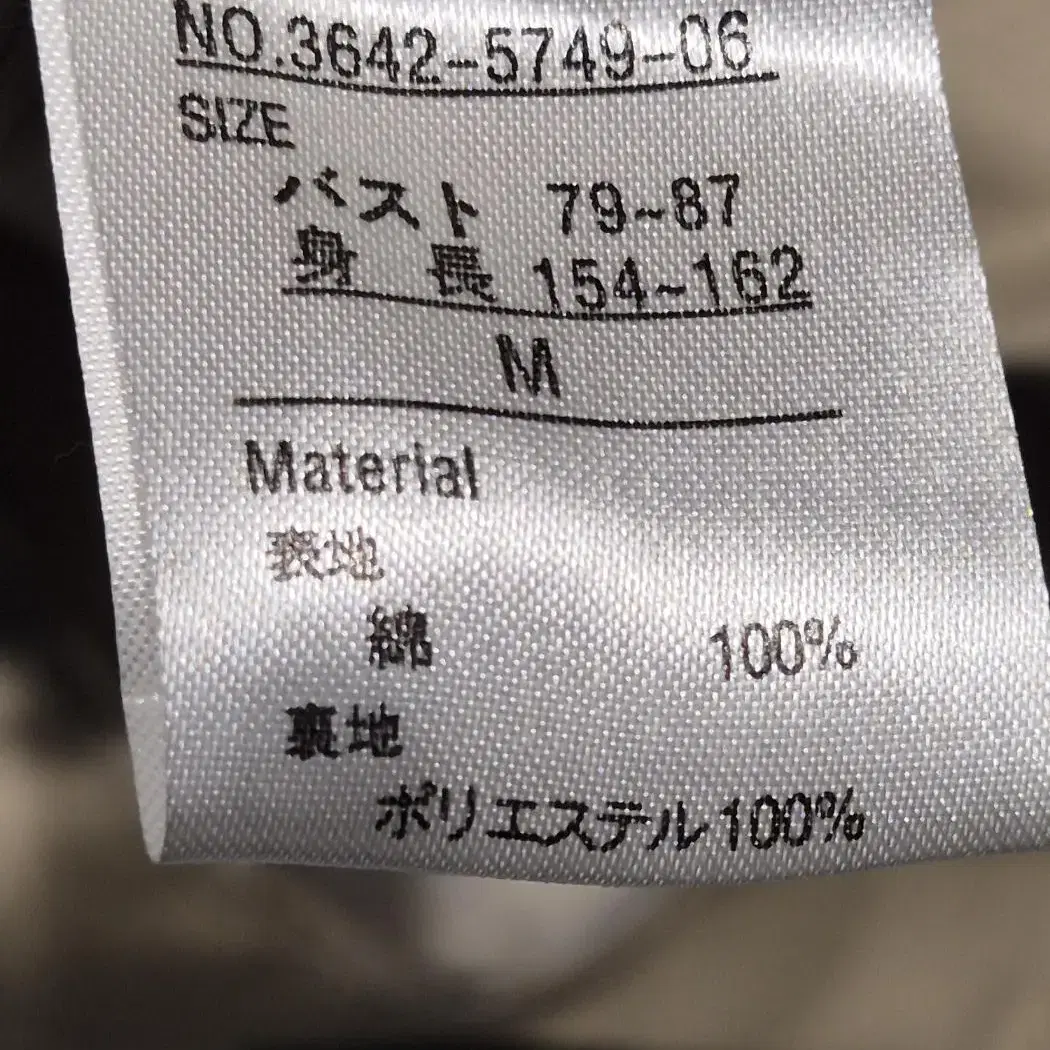 NO.3642-5749-06
SIZE
バスト 79~87
身長 154~162
M
Material
表地
綿 100%
裏地
ポリエステル100%